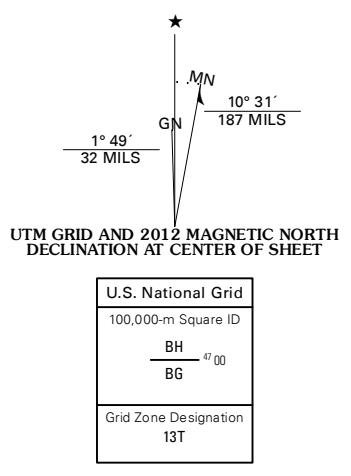 MN
GN
10° 31´
187 MILS
1° 49´
32 MILS
UTM GRID AND 2012 MAGNETIC NORTH
DECLINATION AT CENTER OF SHEET
U.S. National Grid
100,000-m Square ID
BH
47 00
BG
Grid Zone Designation
13T